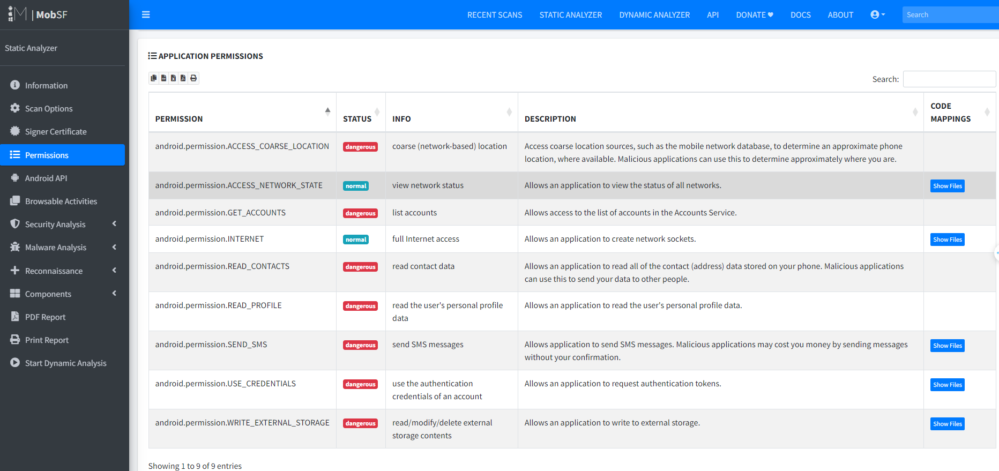 MobSF
RECENT SCANS STATIC ANALYZER DYNAMIC ANALYZER API DONATE DOCS ABOUT Search
Static Analyzer
Information
Scan Options
Signer Certificate
Permissions
Android API
Browsable Activities
Security Analysis
Malware Analysis
Reconnaissance
Components
PDF Report
Print Report
Start Dynamic Analysis
APPLICATION PERMISSIONS
Search:
PERMISSION STATUS INFO DESCRIPTION CODE
MAPPINGS
android.permission.ACCESS_COARSE_LOCATION dangerous coarse (network-based) location Access coarse location sources, such as the mobile network database, to determine an approximate phone
location, where available. Malicious applications can use this to determine approximately where you are.
android.permission.ACCESS_NETWORK_STATE normal view network status Allows an application to view the status of all networks. Show Files
android.permission.GET_ACCOUNTS dangerous list accounts Allows access to the list of accounts in the Accounts Service.
android.permission.INTERNET normal full Internet access Allows an application to create network sockets. Show Files
android.permission.READ_CONTACTS dangerous read contact data Allows an application to read all of the contact (address) data stored on your phone. Malicious applications
can use this to send your data to other people.
android.permission.READ_PROFILE dangerous read the user's personal profile Allows an application to read the user's personal profile data.
data
android.permission.SEND_SMS dangerous send SMS messages Allows application to send SMS messages. Malicious applications may cost you money by sending messages Show Files
without your confirmation.
android.permission.USE_CREDENTIALS dangerous use the authentication Allows an application to request authentication tokens. Show Files
credentials of an account
android.permission.WRITE_EXTERNAL_STORAGE dangerous read/modify/delete external Allows an application to write to external storage. Show Files
storage contents
Showing 1 to 9 of 9 entries